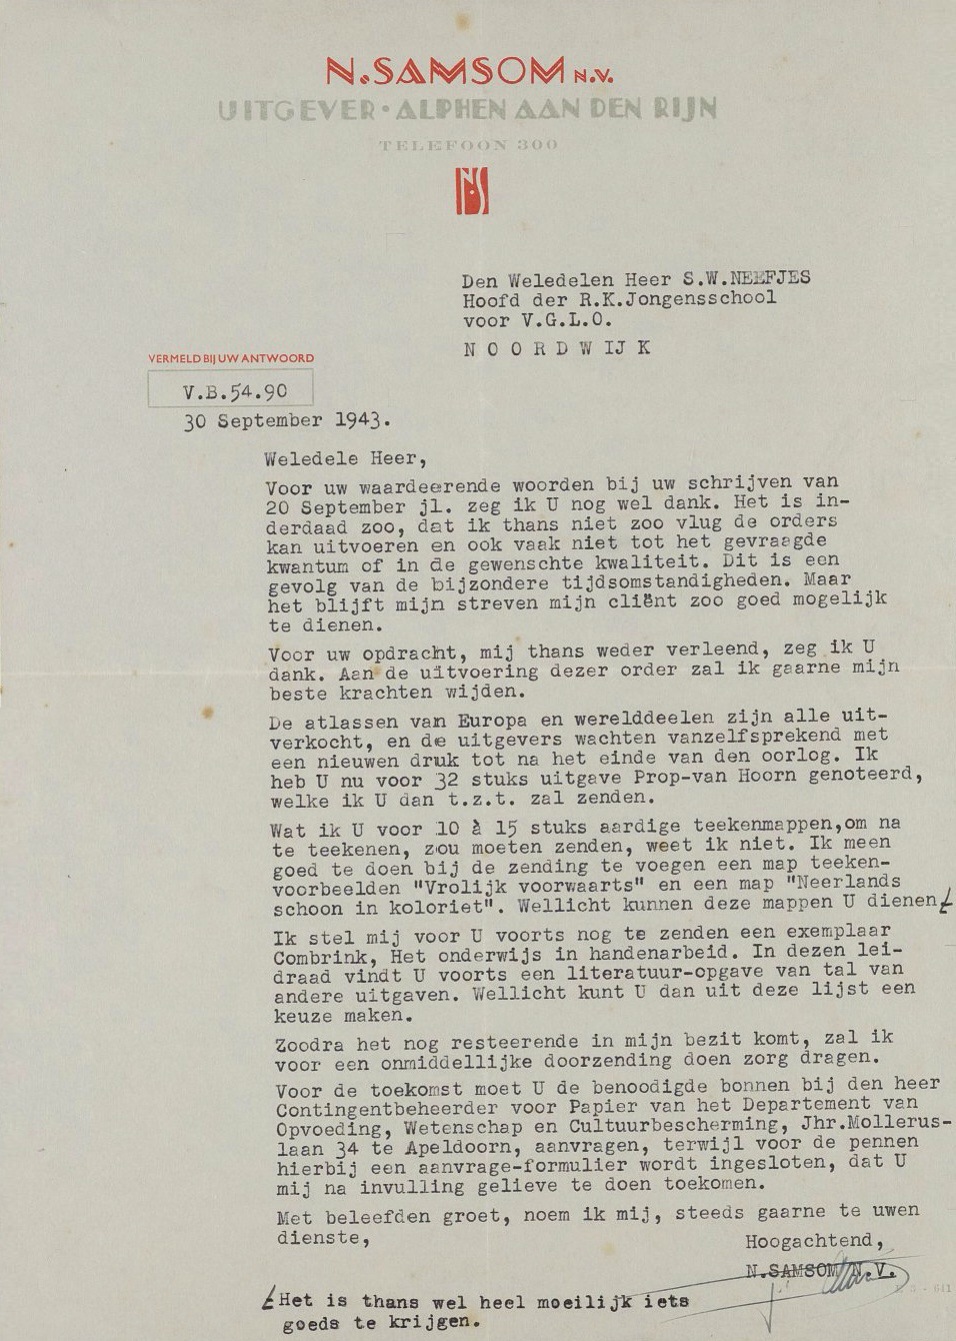 N.SAMSOM N.V.
UITGEVER • ALPHEN AAN DEN RIJN
TELEFOON 300
NS
Den Weledelen Heer S.W.NEEFJES
Hoofd der R.K.Jongensschool
voor V.G.L.O.
N O O R D W IJ K
VERMELD BIJ UW ANTWOORD
V.B.54.90
30 September 1943.
Weledele Heer,
Voor uw waardeerende woorden bij uw schrijven van
20 September jl. zeg ik U nog wel dank. Het is in-
derdaad zoo, dat ik thans niet zoo vlug de orders
kan uitvoeren en ook vaak niet tot het gevraagde
kwantum of in de gewenschte kwaliteit. Dit is een
gevolg van de bijzondere tijdsomstandigheden. Maar
het blijft mijn streven mijn cliënt zoo goed mogelijk
te dienen.
Voor uw opdracht, mij thans weder verleend, zeg ik U
dank. Aan de uitvoering dezer order zal ik gaarne mijn
beste krachten wijden.
De atlassen van Europa en werelddeelen zijn alle uit-
verkocht, en de uitgevers wachten vanzelfsprekend met
een nieuwen druk tot na het einde van den oorlog. Ik
heb U nu voor 32 stuks uitgave Prop-van Hoorn genoteerd,
welke ik U dan t.z.t. zal zenden.
Wat ik U voor 10 à 15 stuks aardige teekenmappen,om na
te teekenen, zou moeten zenden, weet ik niet. Ik meen
goed te doen bij de zending te voegen een map teeken-
voorbeelden "Vrolijk voorwaarts" en een map "Neerlands
schoon in koloriet". Wellicht kunnen deze mappen U dienen
Ik stel mij voor U voorts nog te zenden een exemplaar
Combrink, Het onderwijs in handenarbeid. In dezen lei-
draad vindt U voorts een literatuur-opgave van tal van
andere uitgaven. Wellicht kunt U dan uit deze lijst een
keuze maken.
Zoodra het nog resteerende in mijn bezit komt, zal ik
voor een onmiddellijke doorzending doen zorg dragen.
Voor de toekomst moet U de benoodigde bonnen bij den heer
Contingentbeheerder voor Papier van het Departement van
Opvoeding, Wetenschap en Cultuurbescherming, Jhr.Mollerus-
laan 34 te Apeldoorn, aanvragen, terwijl voor de pennen
hierbij een aanvrage-formulier wordt ingesloten, dat U
mij na invulling gelieve te doen toekomen.
Met beleefden groet, noem ik mij, steeds gaarne te uwen
dienste,
Hoogachtend,
N.SAMSOM N.V.
Het is thans wel heel moeilijk iets
goeds te krijgen.